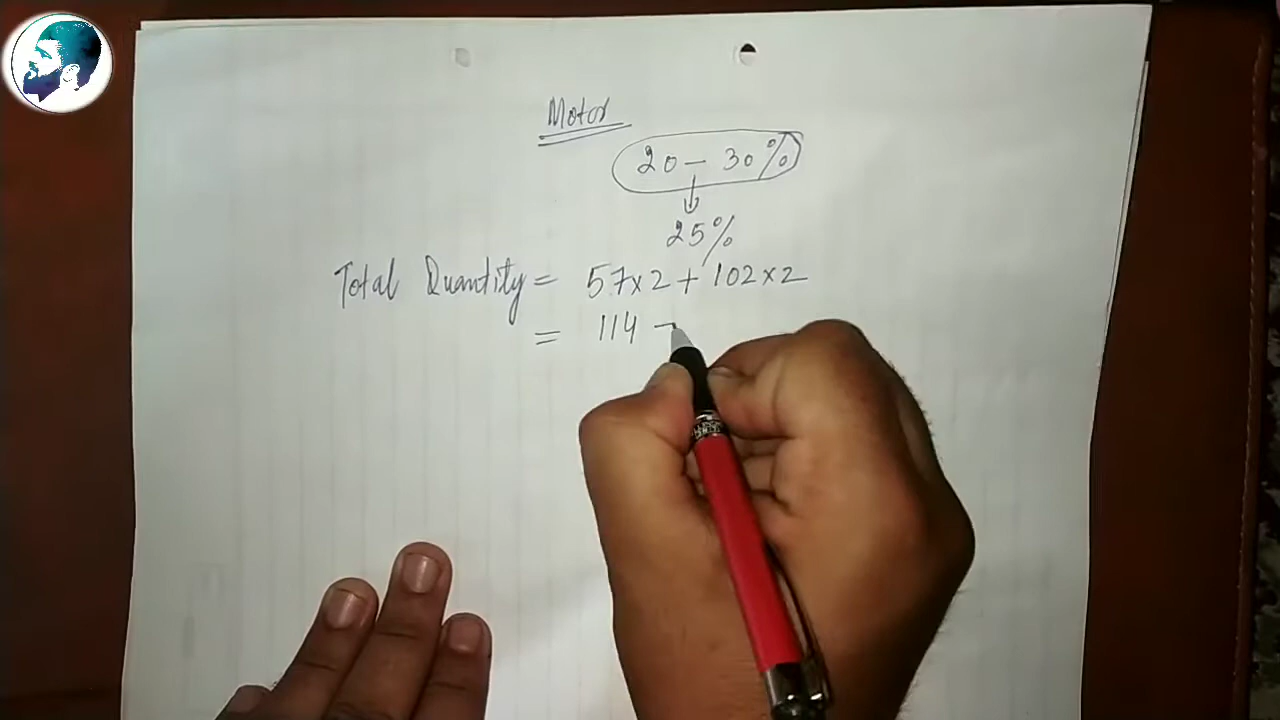 Motor
20 - 30%
25%
Total Quantity = 57x2 + 102x2
= 114 -